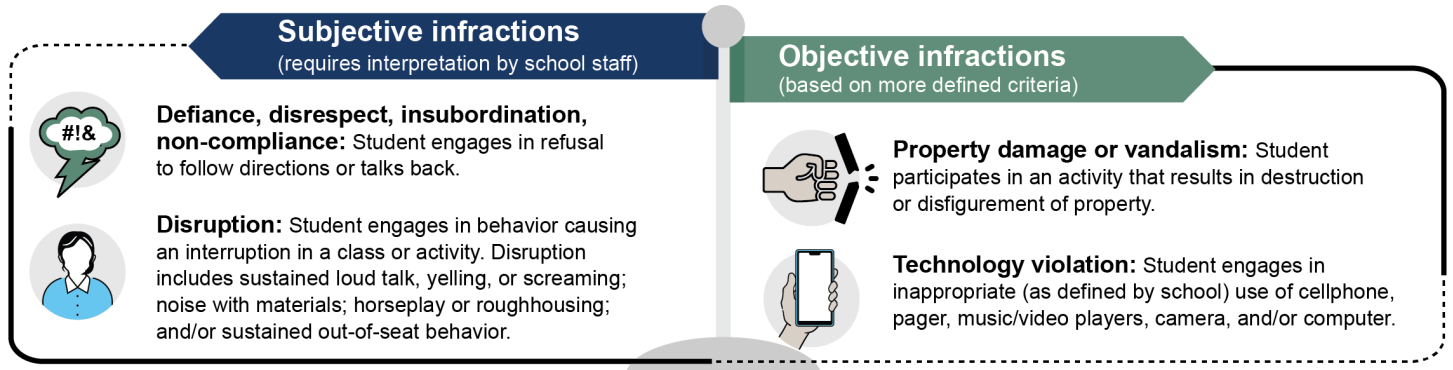 Subjective infractions
(requires interpretation by school staff)
#!&
Defiance, disrespect, insubordination,
non-compliance: Student engages in refusal
to follow directions or talks back.
Disruption: Student engages in behavior causing
an interruption in a class or activity. Disruption
includes sustained loud talk, yelling, or screaming;
noise with materials; horseplay or roughhousing;
and/or sustained out-of-seat behavior.
Objective infractions
(based on more defined criteria)
Property damage or vandalism: Student
participates in an activity that results in destruction
or disfigurement of property.
Technology violation: Student engages in
inappropriate (as defined by school) use of cellphone,
pager, music/video players, camera, and/or computer.